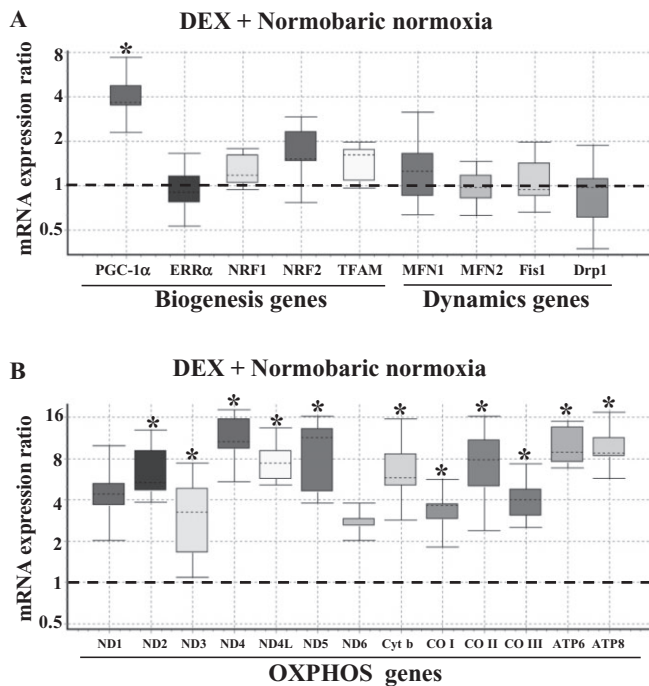 A
DEX + Normobaric normoxia
mRNA expression ratio
8
4
2
1
0.5
*
PGC-1α ERRα NRF1 NRF2 TFAM MFN1 MFN2 Fis1 Drp1
Biogenesis genes Dynamics genes
B
DEX + Normobaric normoxia
mRNA expression ratio
16
8
4
2
1
0.5
* * * * * * * * * * *
ND1 ND2 ND3 ND4 ND4L ND5 ND6 Cyt b CO I CO II CO III ATP6 ATP8
OXPHOS genes